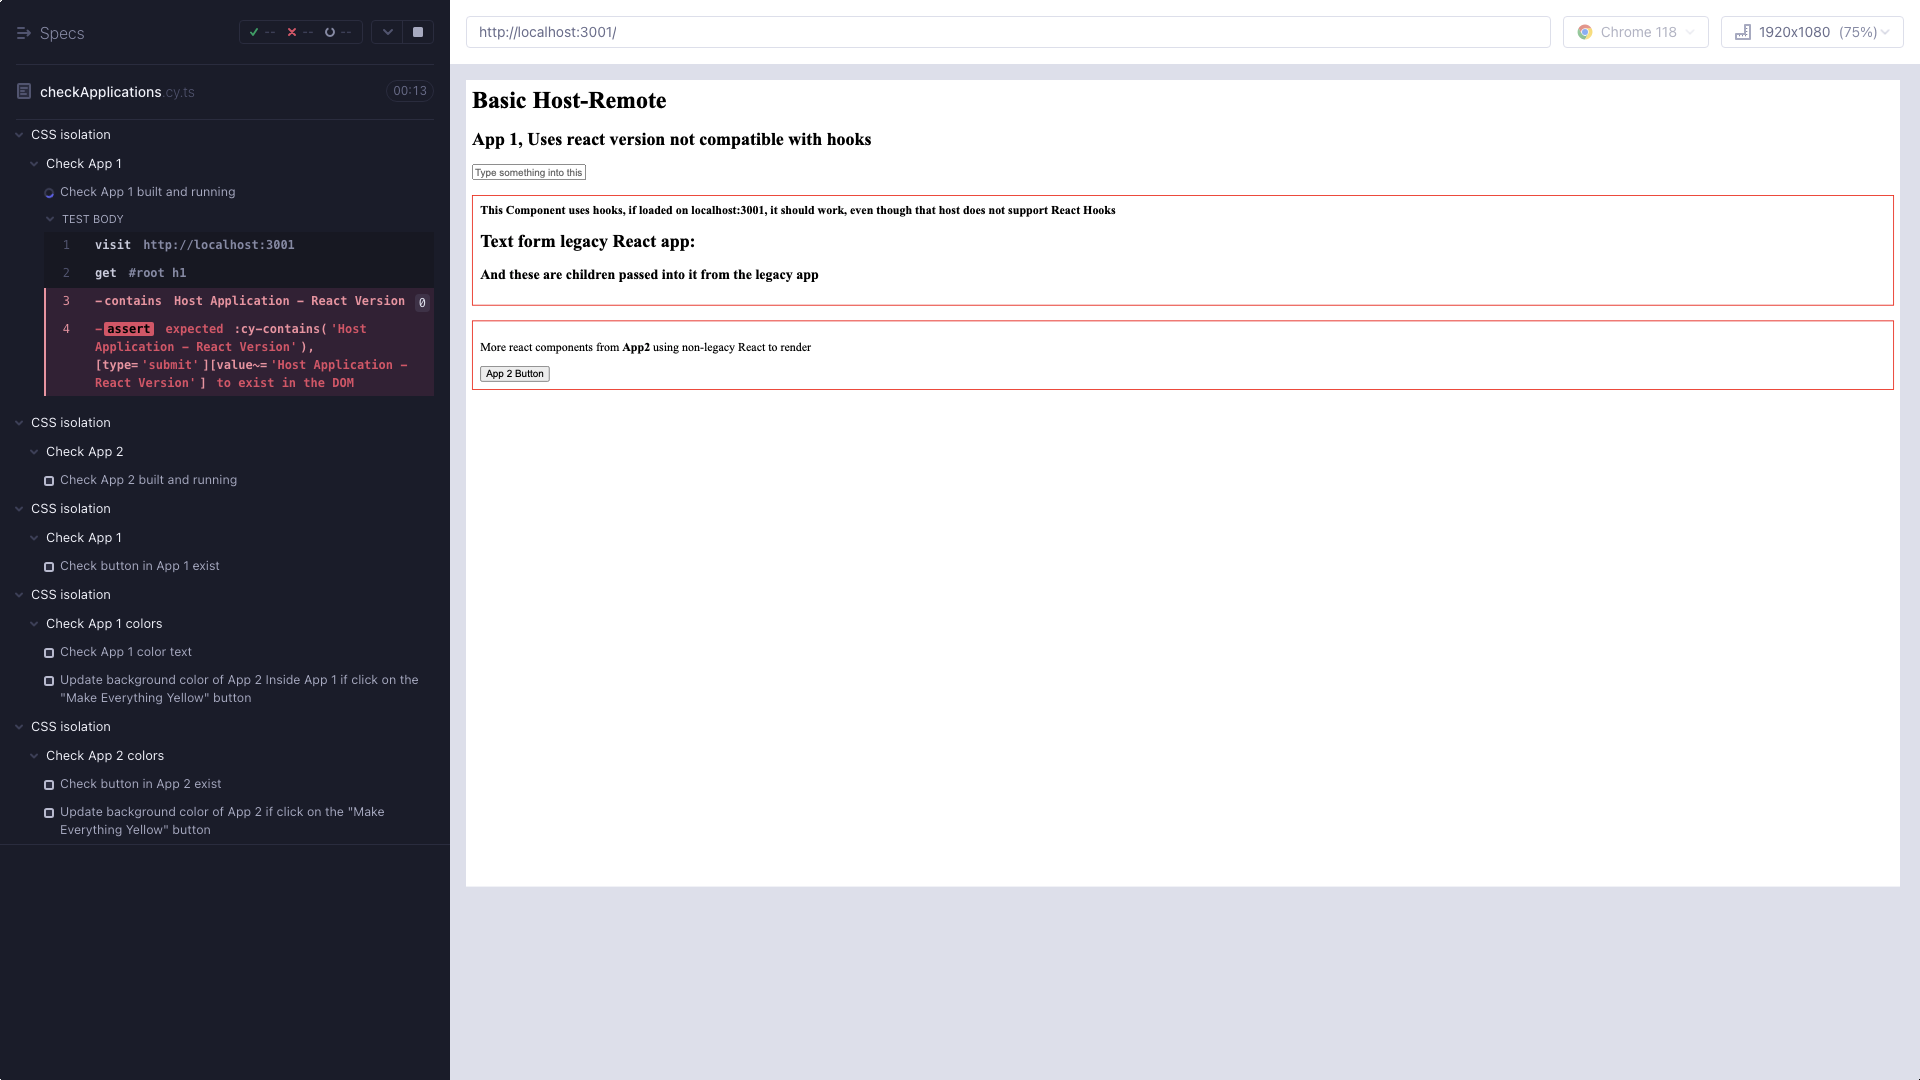 Specs
-- -- --
checkApplications.cy.ts
00:13
CSS isolation
Check App 1
Check App 1 built and running
TEST BODY
1 visit http://localhost:3001
2 get #root h1
3 -contains Host Application - React Version 0
4 -assert expected :cy-contains('Host
Application - React Version'),
[type='submit'][value~='Host Application -
React Version'] to exist in the DOM
CSS isolation
Check App 2
Check App 2 built and running
CSS isolation
Check App 1
Check button in App 1 exist
CSS isolation
Check App 1 colors
Check App 1 color text
Update background color of App 2 Inside App 1 if click on the
"Make Everything Yellow" button
CSS isolation
Check App 2 colors
Check button in App 2 exist
Update background color of App 2 if click on the "Make
Everything Yellow" button
http://localhost:3001/
Chrome 118
1920x1080 (75%)
Basic Host-Remote
App 1, Uses react version not compatible with hooks
Type something into this
This Component uses hooks, if loaded on localhost:3001, it should work, even though that host does not support React Hooks
Text form legacy React app:
And these are children passed into it from the legacy app
More react components from App2 using non-legacy React to render
App 2 Button